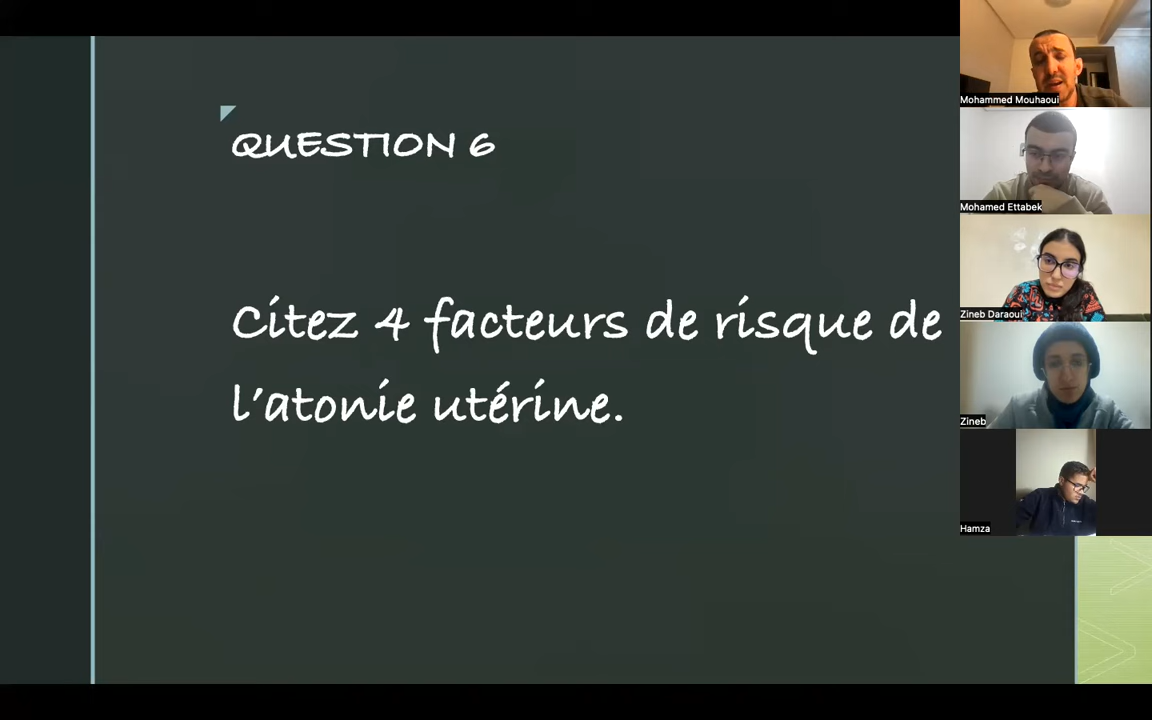 QUESTION 6
Citez 4 facteurs de risque de
l'atonie utérine.
Mohammed Mouhaoui
Mohamed Ettabek
Zineb Daraoui
Zineb
Hamza